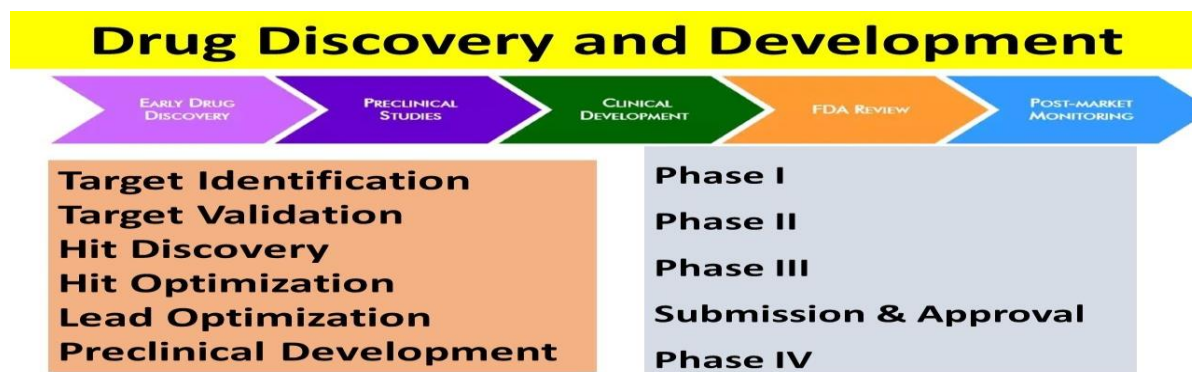 Drug Discovery and Development
EARLY DRUG
DISCOVERY
PRECLINICAL
STUDIES
CLINICAL
DEVELOPMENT
FDA REVIEW
POST-MARKET
MONITORING
Target Identification
Target Validation
Hit Discovery
Hit Optimization
Lead Optimization
Preclinical Development
Phase I
Phase II
Phase III
Submission & Approval
Phase IV